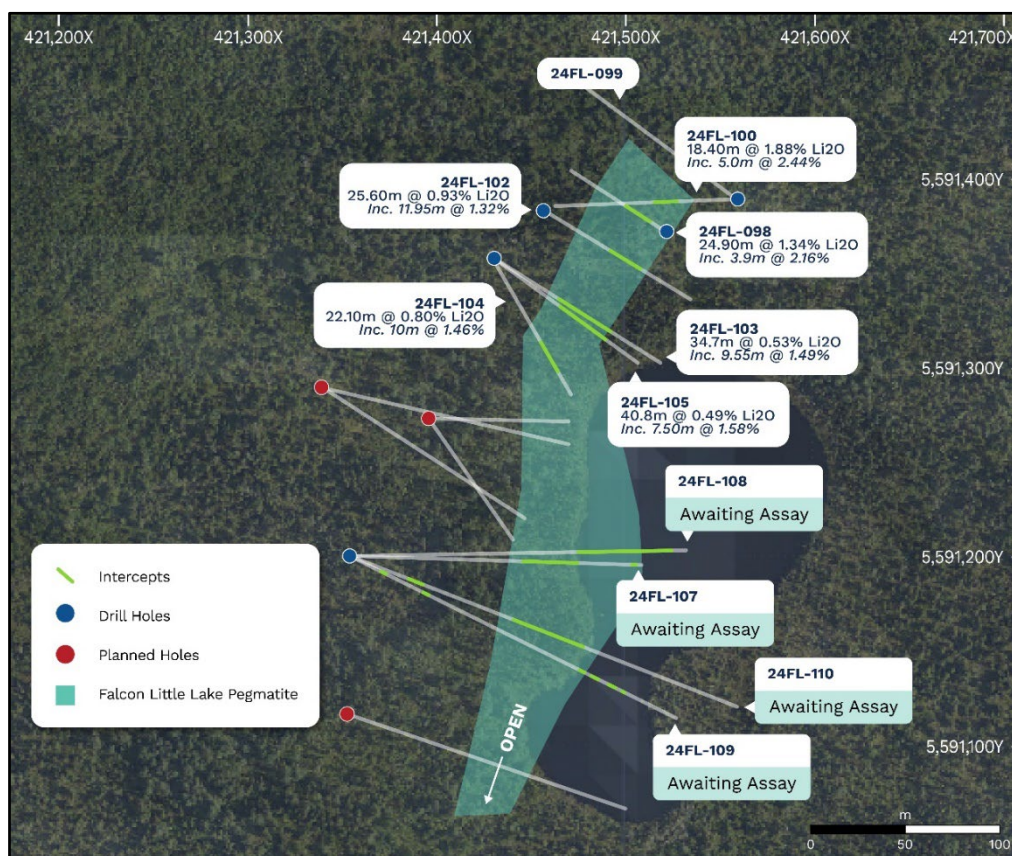 421,200X
421,300X
421,400X
421,500X
421,600X
421,700X
24FL-099
24FL-100
18.40m @ 1.88% Li2O
Inc. 5.0m @ 2.44%
5,591,400Y
24FL-102
25.60m @ 0.93% Li2O
Inc. 11.95m @ 1.32%
24FL-098
24.90m @ 1.34% Li2O
Inc. 3.9m @ 2.16%
24FL-104
22.10m @ 0.80% Li2O
Inc. 10m @ 1.46%
24FL-103
34.7m @ 0.53% Li2O
Inc. 9.55m @ 1.49%
5,591,300Y
24FL-105
40.8m @ 0.49% Li2O
Inc. 7.50m @ 1.58%
24FL-108
Awaiting Assay
5,591,200Y
24FL-107
Awaiting Assay
Intercepts
Drill Holes
Planned Holes
Falcon Little Lake Pegmatite
24FL-110
Awaiting Assay
OPEN
24FL-109
Awaiting Assay
5,591,100Y
m
0
50
100